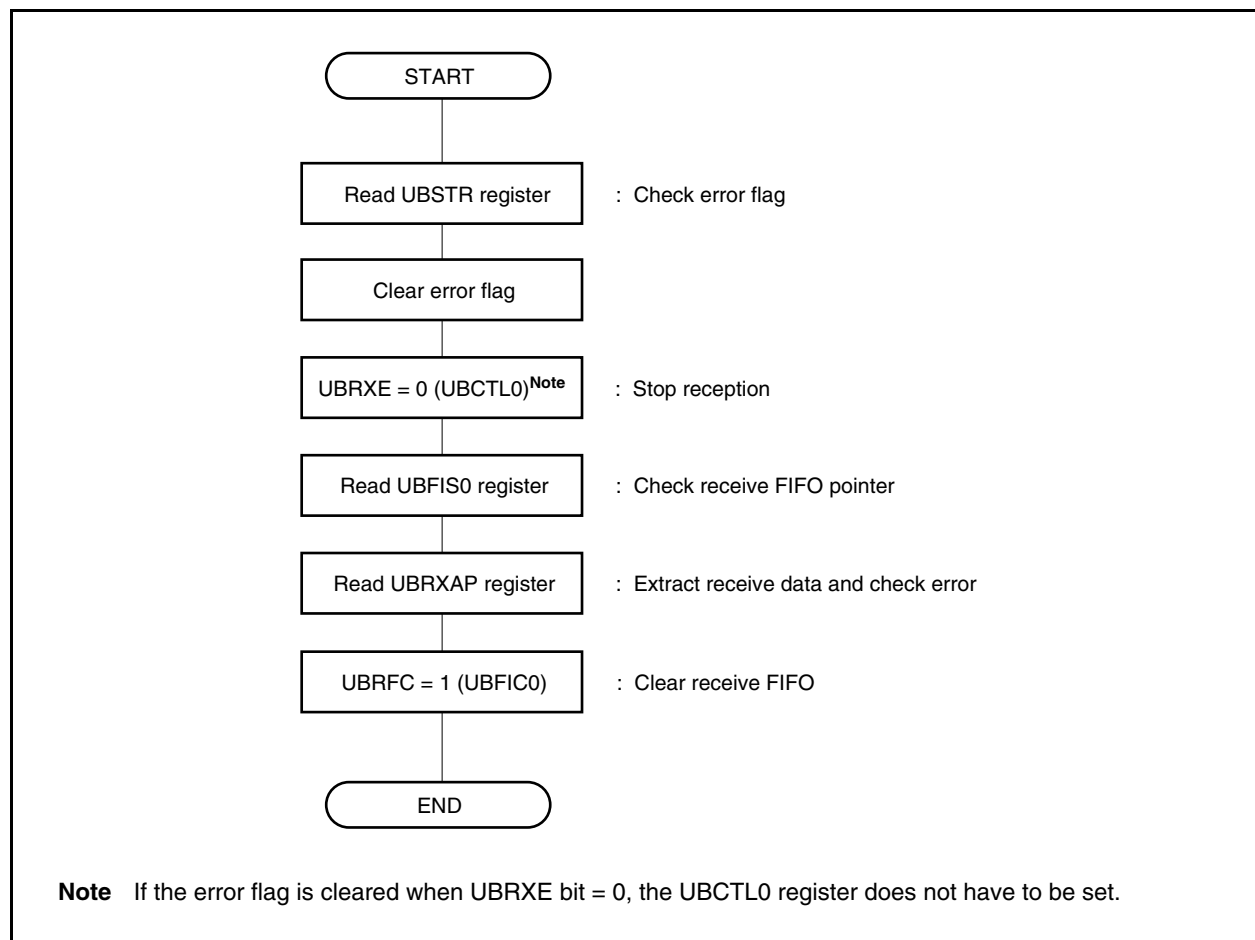 START
Read UBSTR register : Check error flag
Clear error flag
UBRXE = 0 (UBCTL0)Note : Stop reception
Read UBFIS0 register : Check receive FIFO pointer
Read UBRXAP register : Extract receive data and check error
UBRFC = 1 (UBFIC0) : Clear receive FIFO
END
Note If the error flag is cleared when UBRXE bit = 0, the UBCTL0 register does not have to be set.